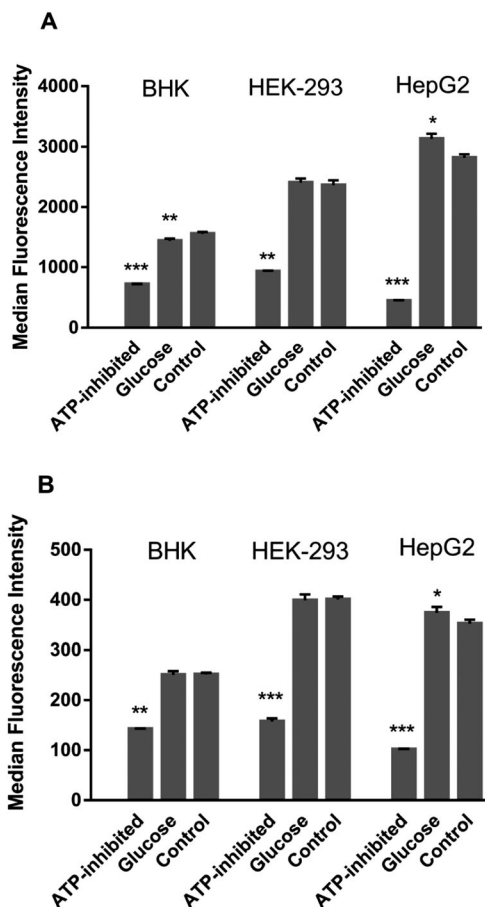 A
BHK
HEK-293
HepG2
Median Fluorescence Intensity
4000
3000
2000
1000
0
***
**
**
***
*
ATP-inhibited
Glucose
Control
ATP-inhibited
Glucose
Control
ATP-inhibited
Glucose
Control
B
BHK
HEK-293
HepG2
Median Fluorescence Intensity
500
400
300
200
100
0
**
***
***
*
ATP-inhibited
Glucose
Control
ATP-inhibited
Glucose
Control
ATP-inhibited
Glucose
Control